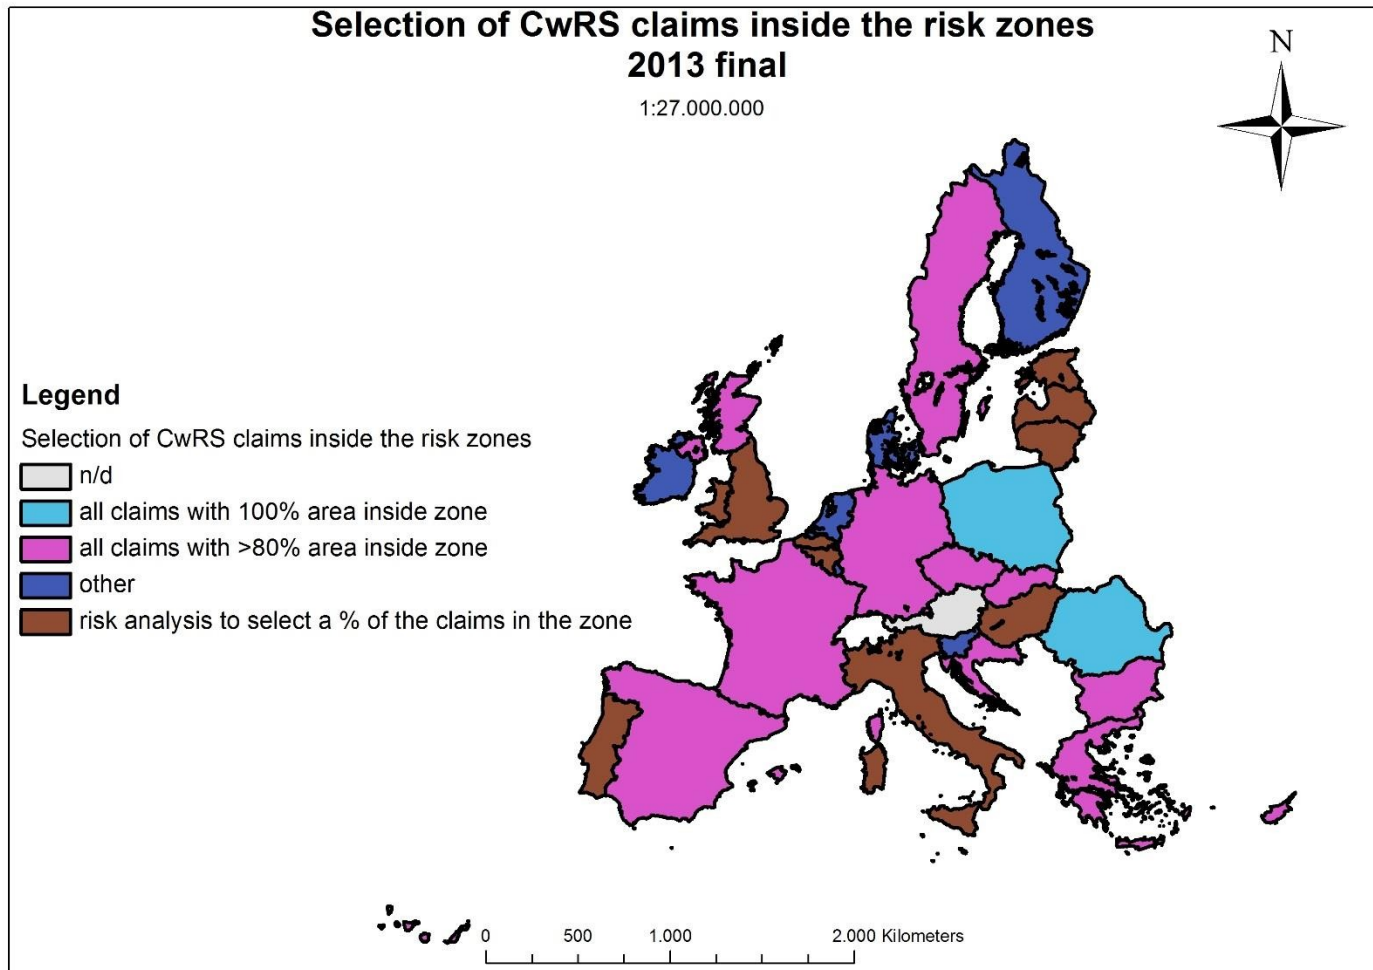 Selection of CwRS claims inside the risk zones
2013 final
1:27.000.000
N
Legend
Selection of CwRS claims inside the risk zones
n/d
all claims with 100% area inside zone
all claims with >80% area inside zone
other
risk analysis to select a % of the claims in the zone
0 500 1.000 2.000 Kilometers